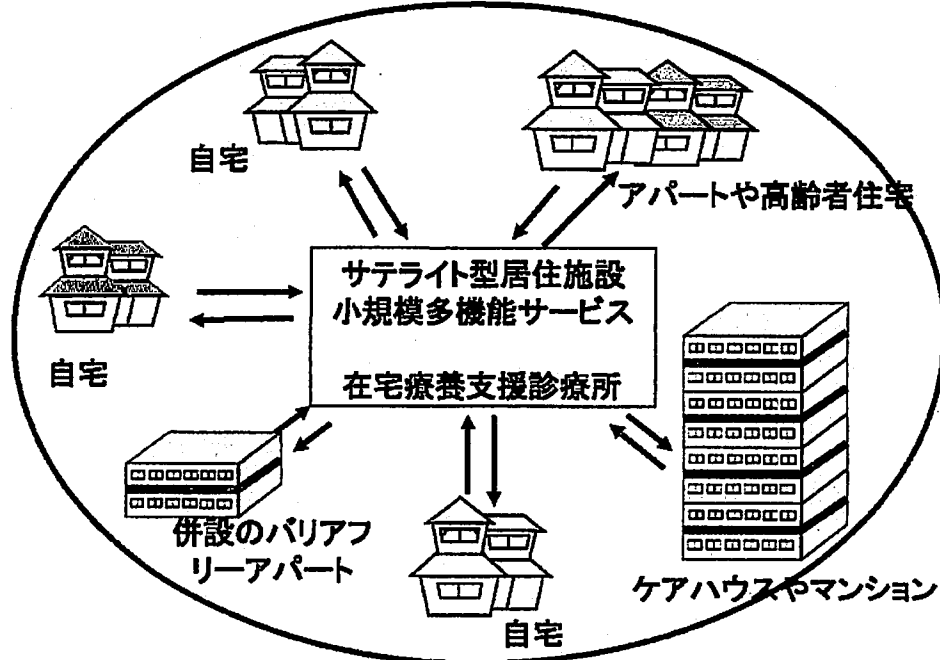 自宅
アパートや高齢者住宅
サテライト型居住施設
小規模多機能サービス
在宅療養支援診療所
自宅
併設のバリアフ
リーアパート
ケアハウスやマンション
自宅